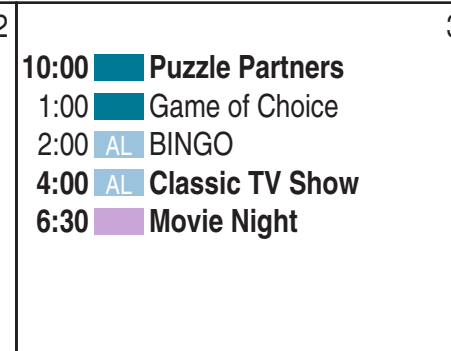 2
3
10:00 Puzzle Partners
1:00 Game of Choice
2:00 AL BINGO
4:00 AL Classic TV Show
6:30 Movie Night